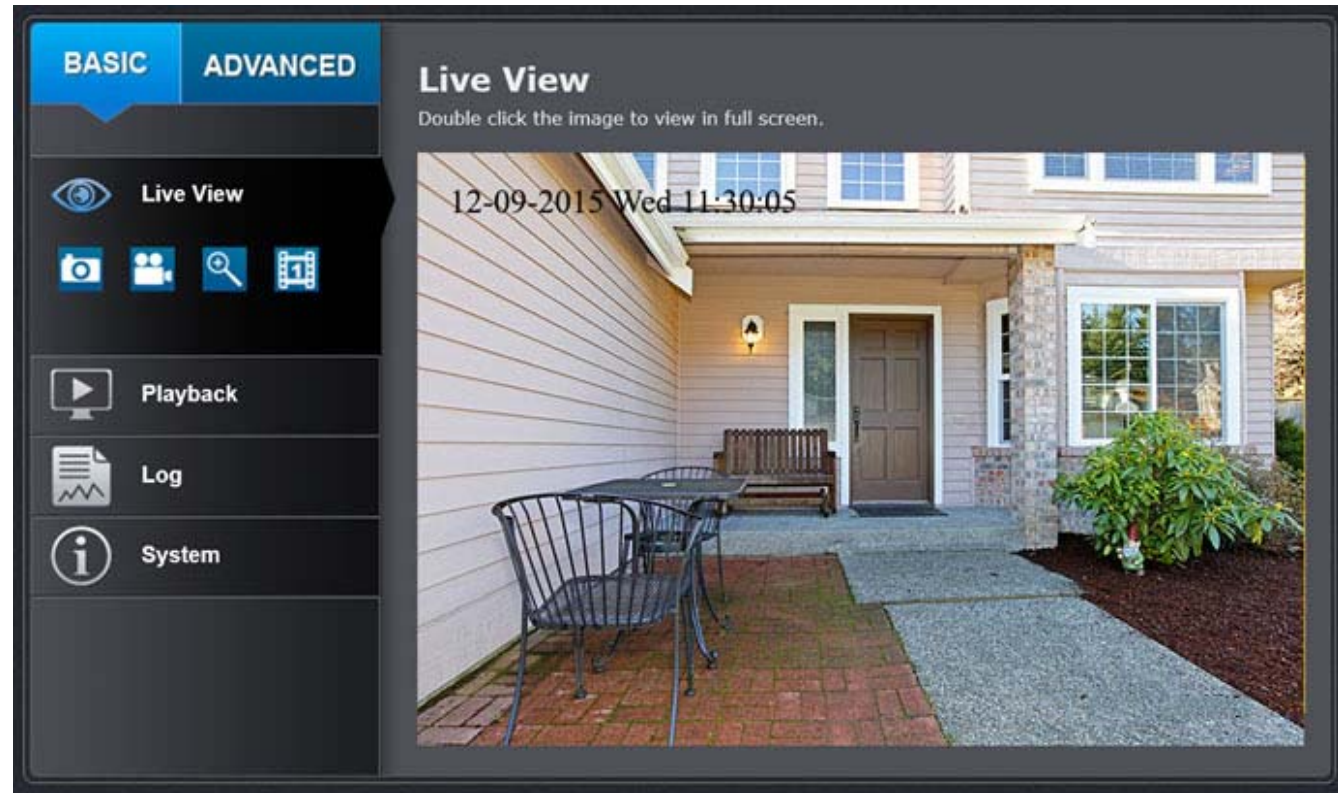 BASIC
ADVANCED
Live View
Double click the image to view in full screen.
12-09-2015 Wed 11:30:05
Live View
1
Playback
Log
System